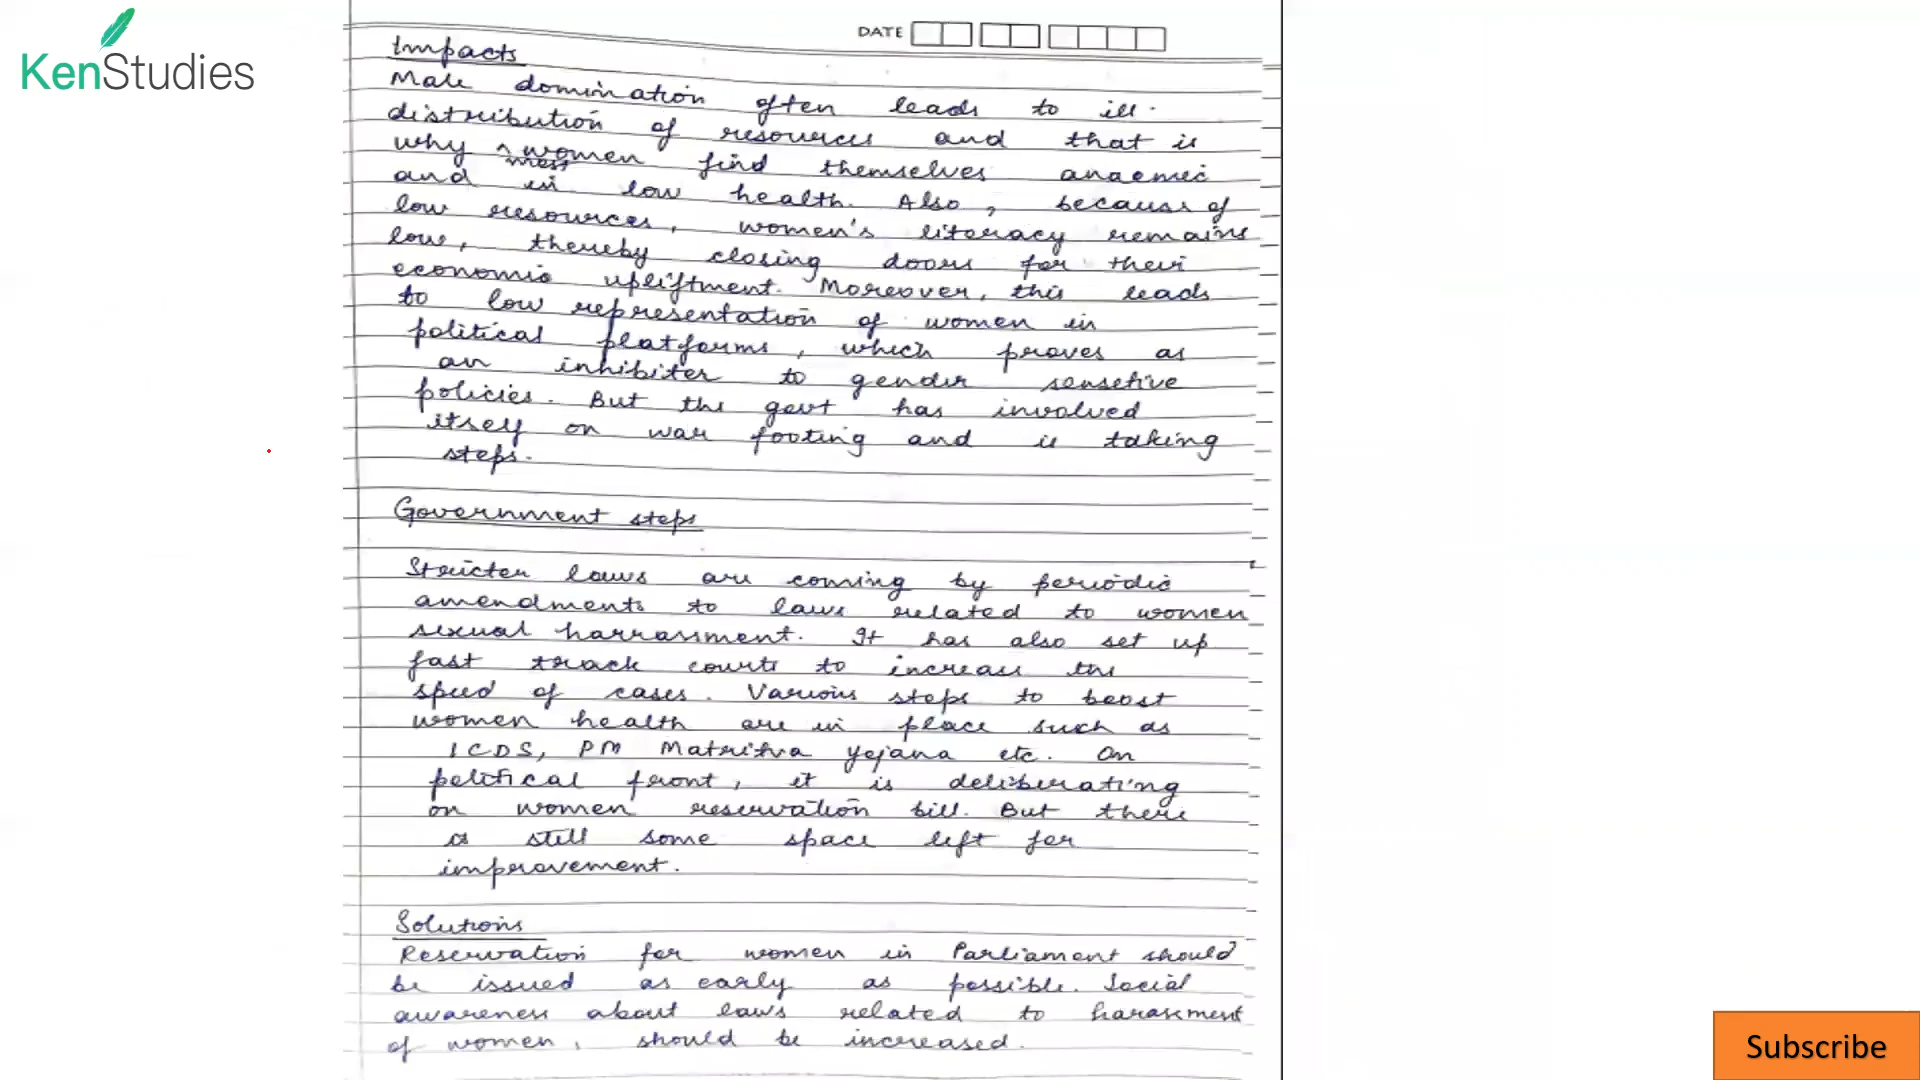 KenStudies
DATE
Impacts
Male domination often leads to ill-
distribution of resources and that is
why ^ women find themselves anaemic
most
and in low health. Also, because of
low resources, women's literacy remains
low, thereby closing doors for their
economic upliftment. Moreover, this leads
to low representation of women in
political platforms, which proves as
an inhibiter to gender sensetive
policies. But the govt has involved
itself on war footing and is taking
steps.
Government steps
Stricter laws are coming by periodic
amendments to laws related to women
sexual harrassment. It has also set up
fast track courts to increase the
speed of cases. Various steps to boost
women health are in place such as
ICDS, PM Matritva Yojana etc. On
political front, it is deliberating
on women reservation bill. But there
is still some space left for
improvement.
Solutions
Reservation for women in Parliament should
be issued as early as possible. Social
awareness about laws related to harassment
of women, should be increased.
Subscribe